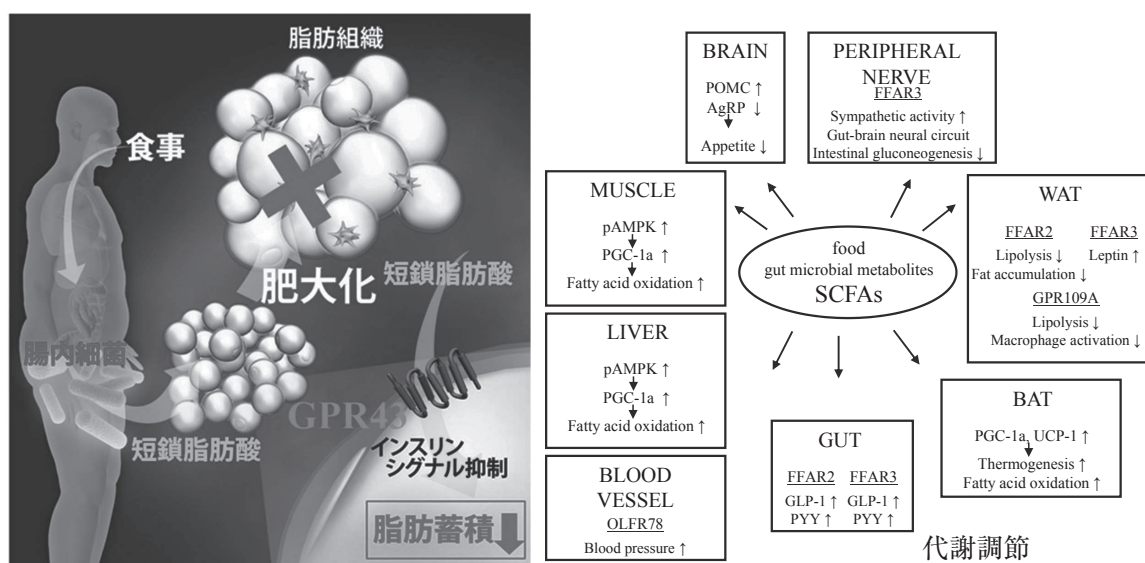 脂肪組織
食事
肥大化
短鎖脂肪酸
腸内細菌
GPR43
短鎖脂肪酸
インスリン
シグナル抑制
脂肪蓄積
BRAIN
POMC ↑
AgRP ↓
Appetite ↓
PERIPHERAL
NERVE
FFAR3
Sympathetic activity ↑
Gut-brain neural circuit
Intestinal gluconeogenesis ↓
MUSCLE
pAMPK ↑
PGC-1a ↑
Fatty acid oxidation ↑
food
gut microbial metabolites
SCFAs
WAT
FFAR2 FFAR3
Lipolysis ↓ Leptin ↑
Fat accumulation ↓
GPR109A
Lipolysis ↓
Macrophage activation ↓
LIVER
pAMPK ↑
PGC-1a ↑
Fatty acid oxidation ↑
BAT
PGC-1a, UCP-1 ↑
Thermogenesis ↑
Fatty acid oxidation ↑
GUT
FFAR2 FFAR3
GLP-1 ↑ GLP-1 ↑
PYY ↑ PYY ↑
BLOOD
VESSEL
OLFR78
Blood pressure ↑
代謝調節